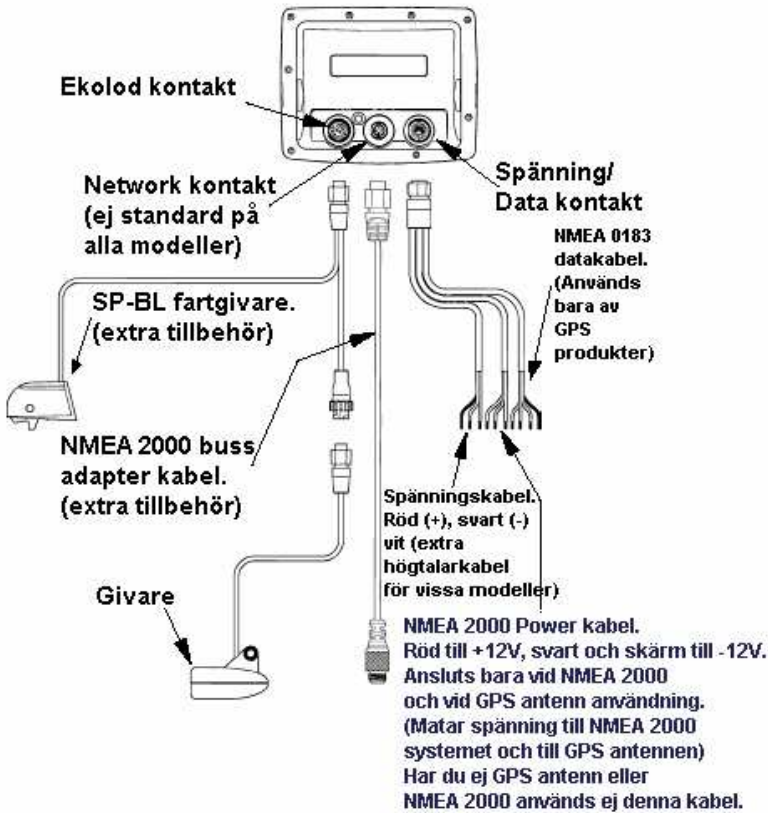 Ekolod kontakt
Network kontakt
(ej standard på
alla modeller)
Spänning/
Data kontakt
NMEA 0183
datakabel.
(Används
bara av
GPS
produkter)
SP-BL fartgivare.
(extra tillbehör)
NMEA 2000 buss
adapter kabel.
(extra tillbehör)
Spänningskabel.
Röd (+), svart (-)
vit (extra
högtalarkabel
för vissa modeller)
Givare
NMEA 2000 Power kabel.
Röd till +12V, svart och skärm till -12V.
Ansluts bara vid NMEA 2000
och vid GPS antenn användning.
(Matar spänning till NMEA 2000
systemet och till GPS antennen)
Har du ej GPS antenn eller
NMEA 2000 används ej denna kabel.